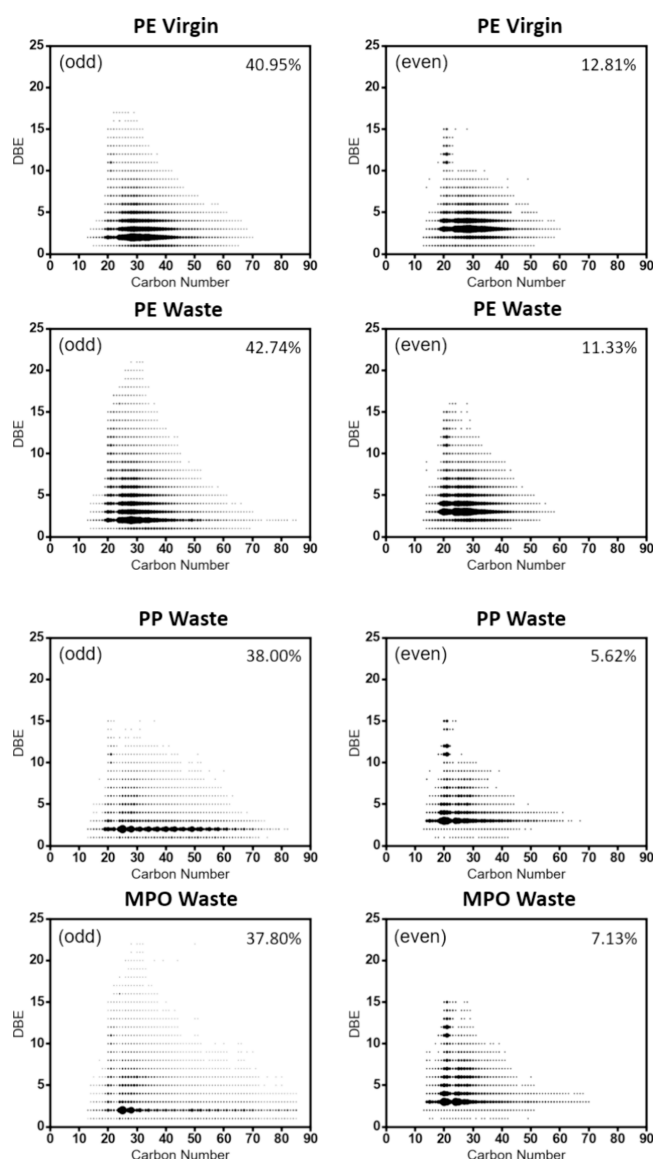 PE Virgin PE Virgin
25 25
(odd) 40.95% (even) 12.81%
20 20
15 15
DBE DBE
10 10
5 5
0 0
0 10 20 30 40 50 60 70 80 90 0 10 20 30 40 50 60 70 80 90
Carbon Number Carbon Number
PE Waste PE Waste
25 25
(odd) 42.74% (even) 11.33%
20 20
15 15
DBE DBE
10 10
5 5
0 0
0 10 20 30 40 50 60 70 80 90 0 10 20 30 40 50 60 70 80 90
Carbon Number Carbon Number
PP Waste PP Waste
25 25
(odd) 38.00% (even) 5.62%
20 20
15 15
DBE DBE
10 10
5 5
0 0
0 10 20 30 40 50 60 70 80 90 0 10 20 30 40 50 60 70 80 90
Carbon Number Carbon Number
MPO Waste MPO Waste
25 25
(odd) 37.80% (even) 7.13%
20 20
15 15
DBE DBE
10 10
5 5
0 0
0 10 20 30 40 50 60 70 80 90 0 10 20 30 40 50 60 70 80 90
Carbon Number Carbon Number